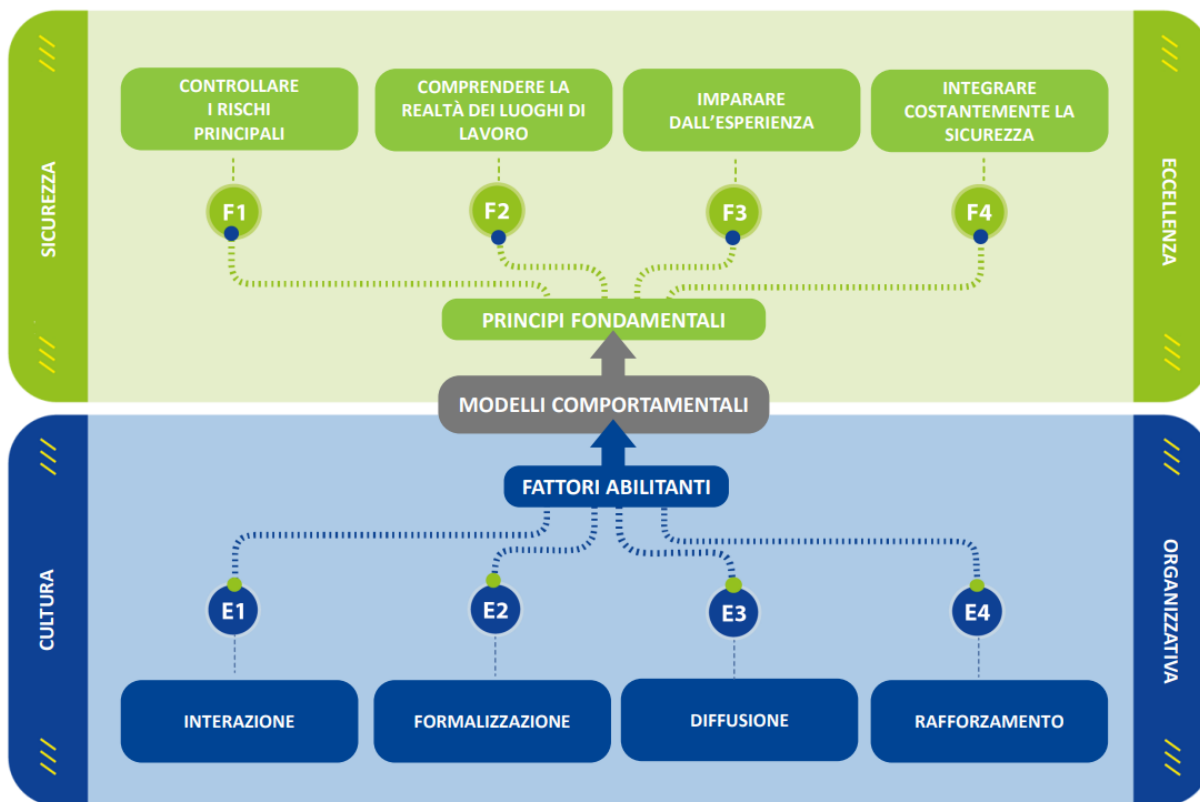 SICUREZZA
ECCELLENZA
CONTROLLARE
I RISCHI
PRINCIPALI
COMPRENDERE LA
REALTÀ DEI LUOGHI DI
LAVORO
IMPARARE
DALL'ESPERIENZA
INTEGRARE
COSTANTEMENTE LA
SICUREZZA
F1
F2
F3
F4
PRINCIPI FONDAMENTALI
MODELLI COMPORTAMENTALI
FATTORI ABILITANTI
CULTURA
ORGANIZZATIVA
E1
E2
E3
E4
INTERAZIONE
FORMALIZZAZIONE
DIFFUSIONE
RAFFORZAMENTO